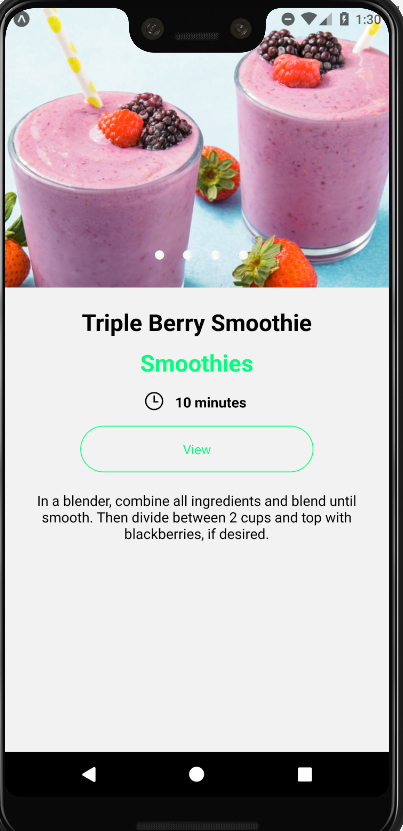 1:30
Triple Berry Smoothie
Smoothies
10 minutes
View
In a blender, combine all ingredients and blend until
smooth. Then divide between 2 cups and top with
blackberries, if desired.